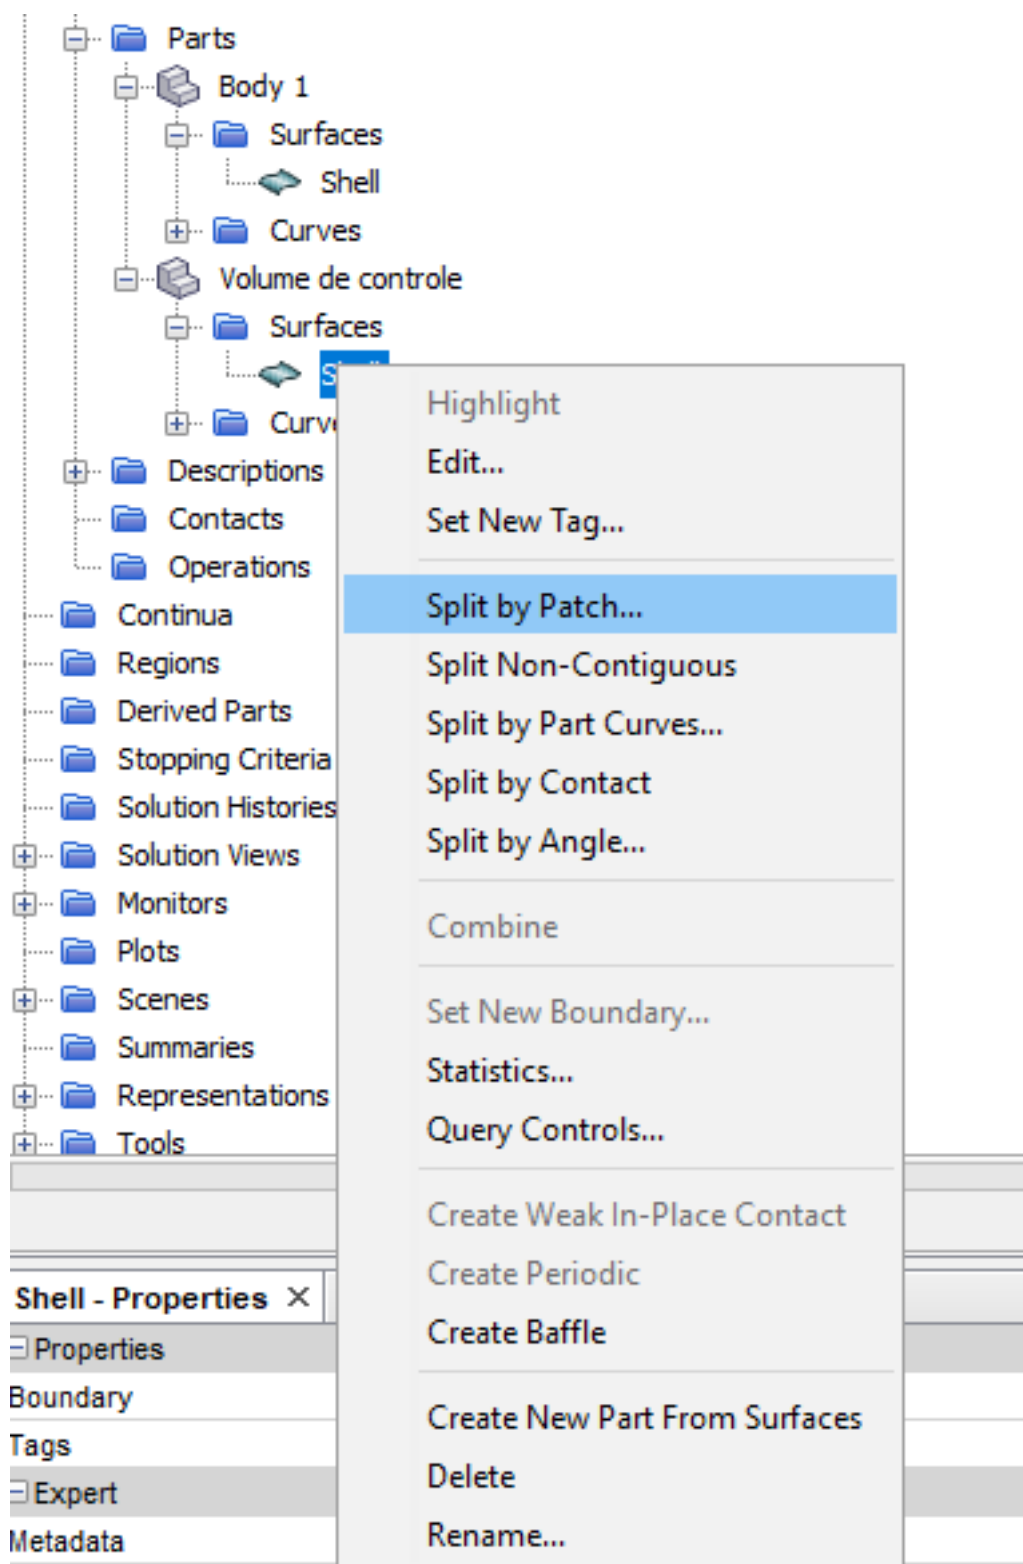 Parts
Body 1
Surfaces
Shell
Curves
Volume de controle
Surfaces
Descriptions
Contacts
Operations
Continua
Regions
Derived Parts
Stopping Criteria
Solution Histories
Solution Views
Monitors
Plots
Scenes
Summaries
Representations
Tools
Highlight
Edit...
Set New Tag...
Split by Patch...
Split Non-Contiguous
Split by Part Curves...
Split by Contact
Split by Angle...
Combine
Set New Boundary...
Statistics...
Query Controls...
Create Weak In-Place Contact
Create Periodic
Create Baffle
Create New Part From Surfaces
Delete
Rename...
Shell - Properties
Properties
Boundary
Tags
Expert
Metadata